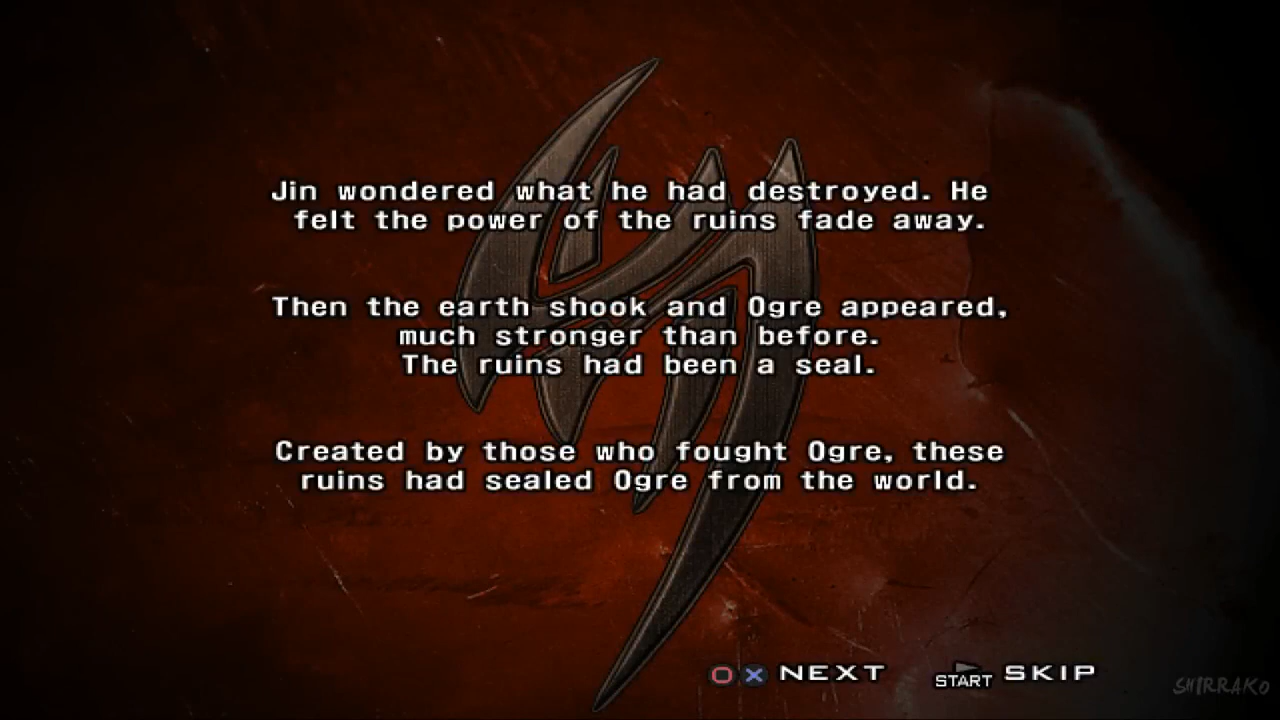 Jin wondered what he had destroyed. He
felt the power of the ruins fade away.
Then the earth shook and Ogre appeared,
much stronger than before.
The ruins had been a seal.
Created by those who fought Ogre, these
ruins had sealed Ogre from the world.
NEXT START SKIP
SHIRRAKO